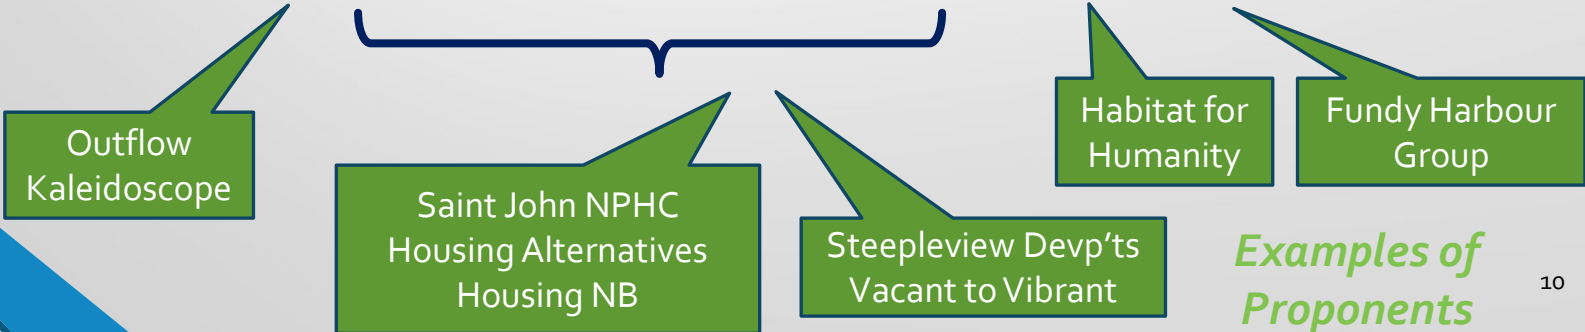 Outflow
Kaleidoscope
Saint John NPHC
Housing Alternatives
Housing NB
Steepleview Devp’ts
Vacant to Vibrant
Habitat for
Humanity
Fundy Harbour
Group
Examples of
Proponents
10